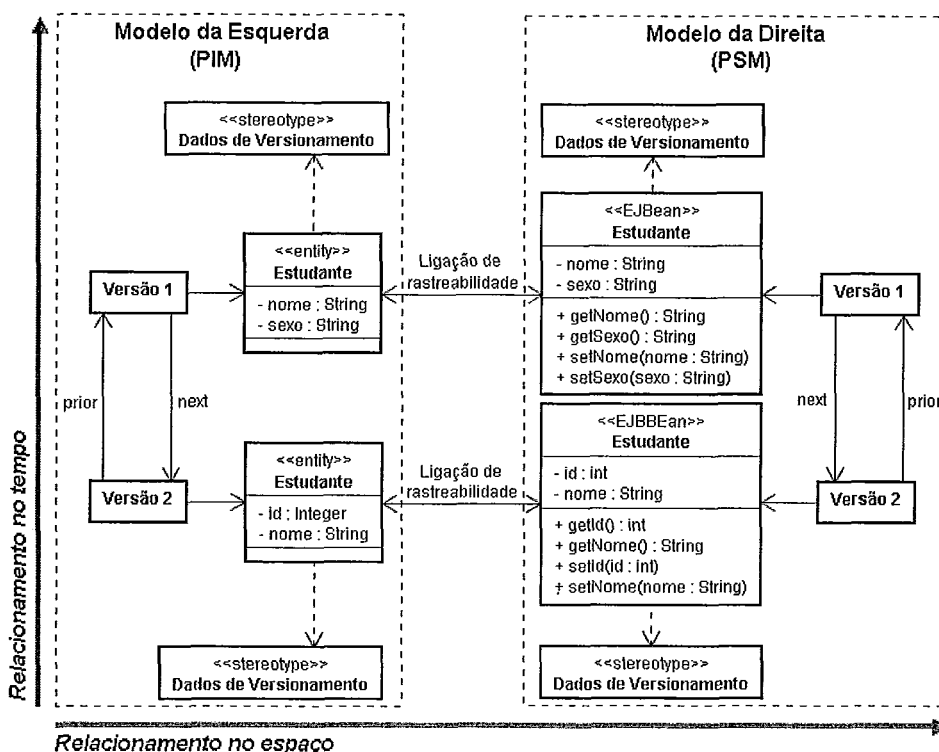 Modelo da Esquerda
(PIM)
Modelo da Direita
(PSM)
<<stereotype>>
Dados de Versionamento
<<stereotype>>
Dados de Versionamento
<<entity>>
Estudante
- nome : String
- sexo : String
Ligação de
rastreabilidade
<<EJBean>>
Estudante
- nome : String
- sexo : String
+ getNome() : String
+ getSexo() : String
+ setNome(nome : String)
+ setSexo(sexo : String)
Versão 1
Versão 1
prior
next
next
prior
Versão 2
Versão 2
<<entity>>
Estudante
- id : Integer
- nome : String
Ligação de
rastreabilidade
<<EJBBEan>>
Estudante
- id : int
- nome : String
+ getId() : int
+ getNome() : String
+ setId(id : int)
+ setNome(nome : String)
<<stereotype>>
Dados de Versionamento
<<stereotype>>
Dados de Versionamento
Relacionamento no tempo
Relacionamento no espaço